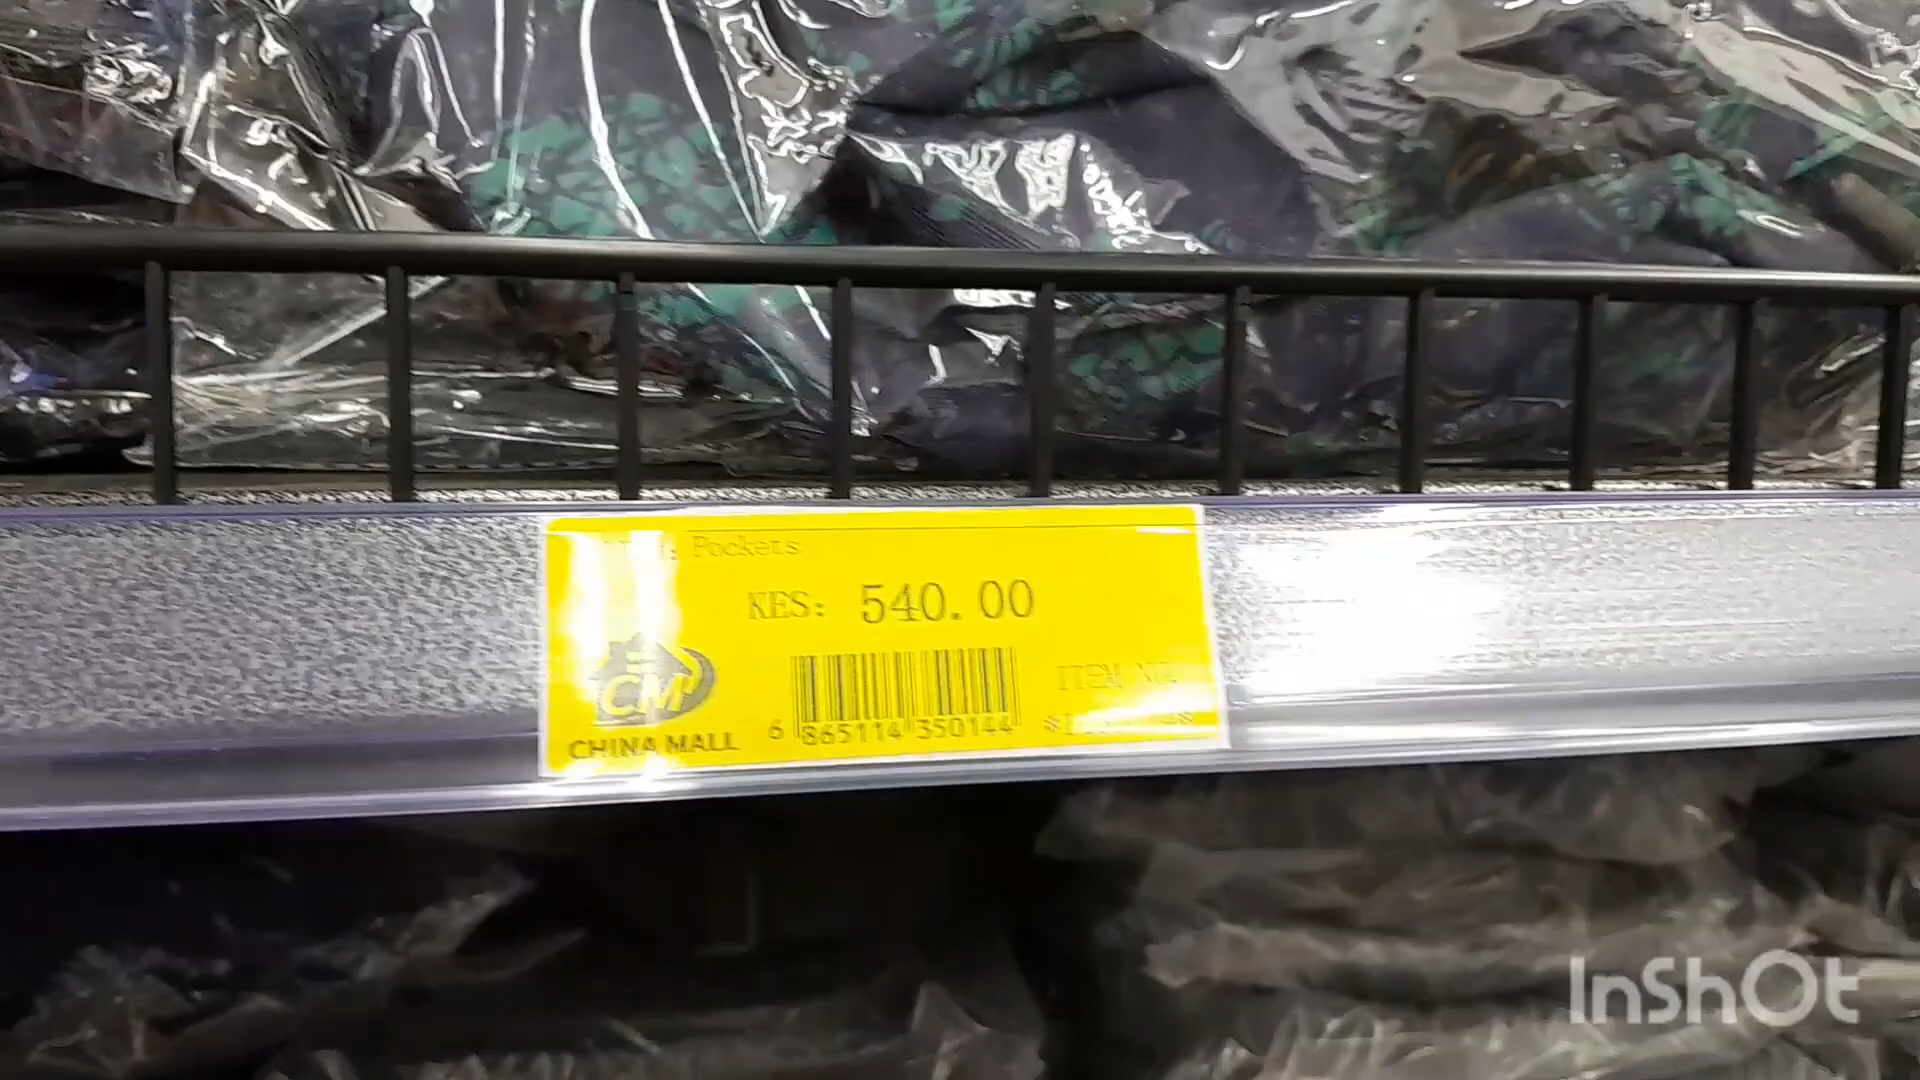 Pockets
KES: 540.00
CM
CHINA MALL
6 865114 350144
ITEM NO
InShOt